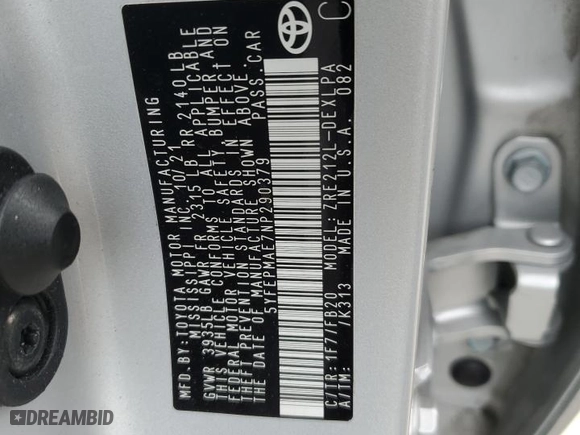 MFD.BY:TOYOTA MOTOR MANUFACTURING
MISSISSIPPI INC. 10/21
GVWR 3935LB GAWR FR 2315 LB RR 2140 LB
THIS VEHICLE CONFORMS TO ALL APPLICABLE
FEDERAL MOTOR VEHICLE SAFETY, BUMPER AND
THEFT PREVENTION STANDARDS IN EFFECT ON
THE DATE OF MANUFACTURE SHOWN ABOVE.
5YFEPMAE7NP290379 PASS.CAR
C/TR:1F7/FB20 MODEL:7RE212L-DEXLPA
A/TM: /K313 MADE IN U.S.A. 082
C
DREAMBID